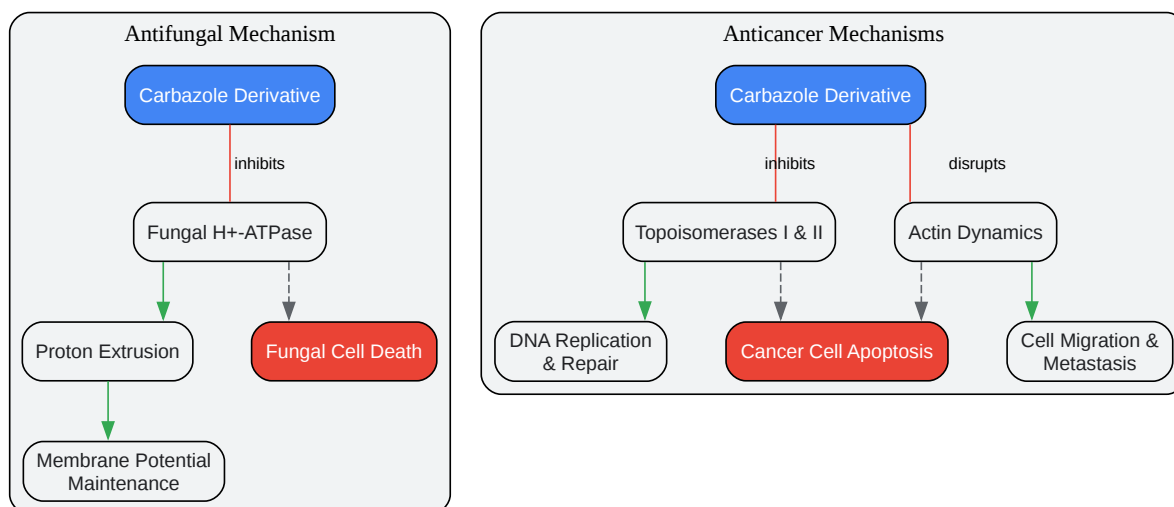 Antifungal Mechanism
Carbazole Derivative
inhibits
Fungal H+-ATPase
Proton Extrusion
Fungal Cell Death
Membrane Potential
Maintenance
Anticancer Mechanisms
Carbazole Derivative
inhibits
disrupts
Topoisomerases I & II
Actin Dynamics
DNA Replication
& Repair
Cancer Cell Apoptosis
Cell Migration &
Metastasis